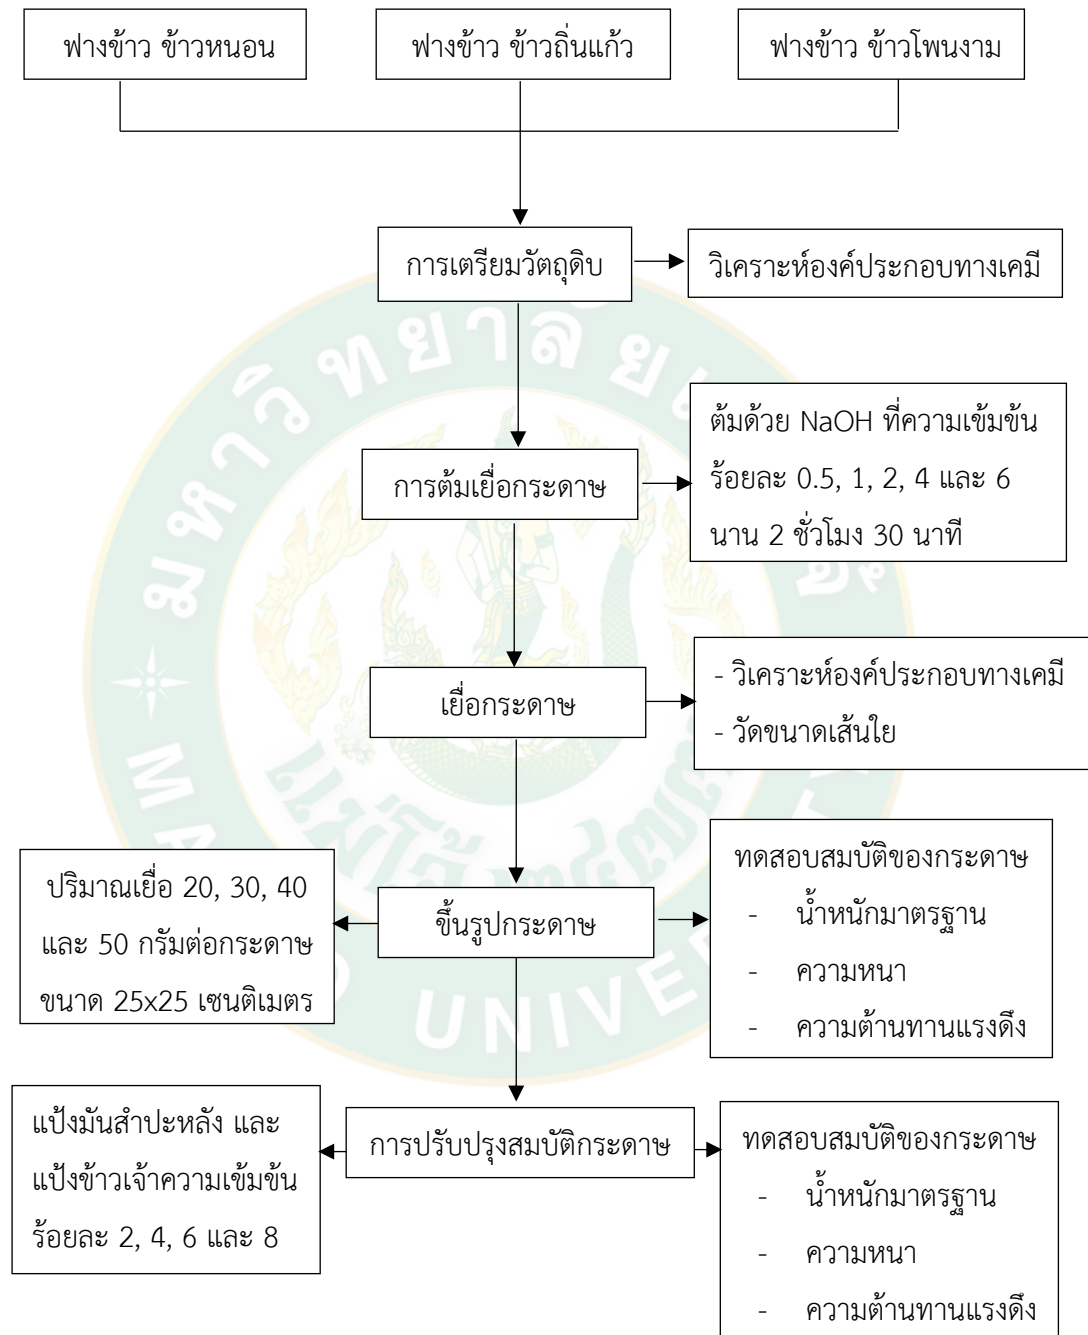 ฟางข้าว ข้าวหนอน
ฟางข้าว ข้าวถิ่นแก้ว
ฟางข้าว ข้าวโพนงาม
การเตรียมวัตถุดิบ
วิเคราะห์องค์ประกอบทางเคมี
การต้มเยื่อกระดาษ
ต้มด้วย NaOH ที่ความเข้มข้น
ร้อยละ 0.5, 1, 2, 4 และ 6
นาน 2 ชั่วโมง 30 นาที
เยื่อกระดาษ
- วิเคราะห์องค์ประกอบทางเคมี
- วัดขนาดเส้นใย
ปริมาณเยื่อ 20, 30, 40
และ 50 กรัมต่อกระดาษ
ขนาด 25x25 เซนติเมตร
ขึ้นรูปกระดาษ
ทดสอบสมบัติของกระดาษ
- น้ำหนักมาตรฐาน
- ความหนา
- ความต้านทานแรงดึง
แป้งมันสำปะหลัง และ
แป้งข้าวเจ้าความเข้มข้น
ร้อยละ 2, 4, 6 และ 8
การปรับปรุงสมบัติกระดาษ
ทดสอบสมบัติของกระดาษ
- น้ำหนักมาตรฐาน
- ความหนา
- ความต้านทานแรงดึง